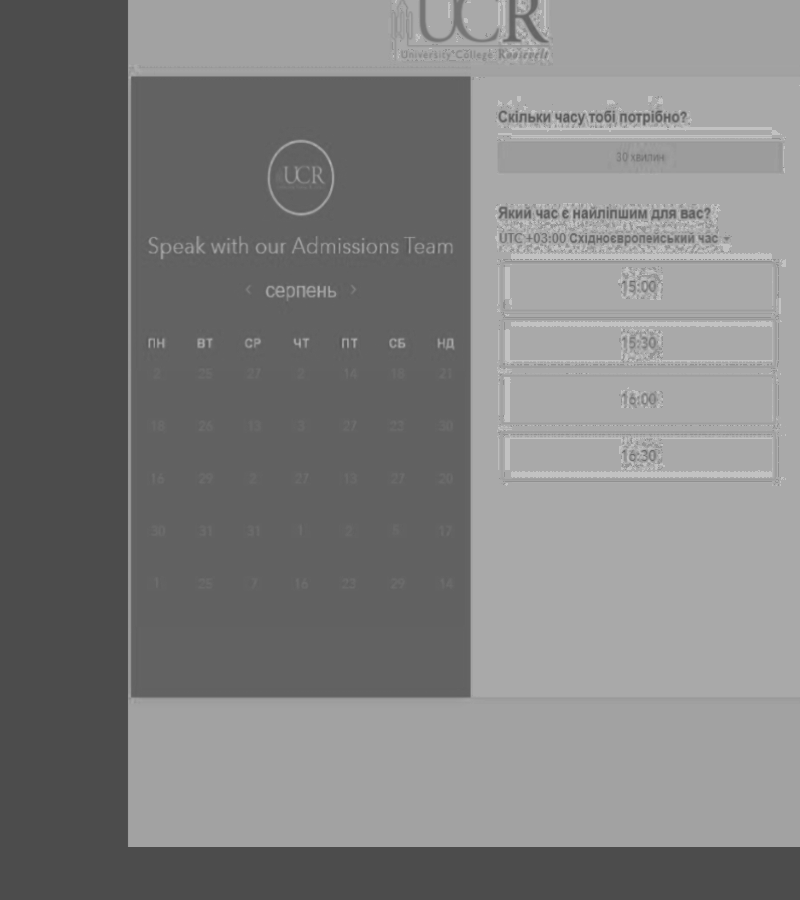 UCR
University College Roosevelt
UCR
Speak with our Admissions Team
‹ серпень ›
ПН ВТ СР ЧТ ПТ СБ НД
2 25 27 2 14 18 21
18 26 13 27 30
16 29 2 27 13 27 20
30 31 31 1 2 5 17
1 25 7 16 23 29 14
Скільки часу тобі потрібно?
30 хвилин
Який час є найліпшим для вас?
UTC +03:00 Східноєвропейський час
15:00
15:30
16:00
16:30